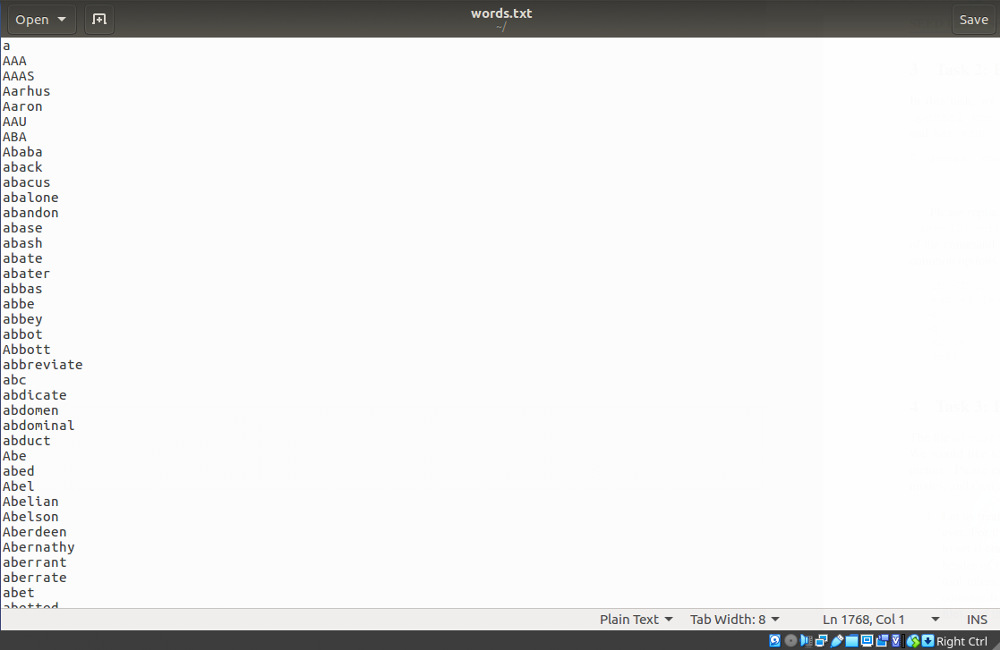 Open
words.txt
~/
Save
a
AAA
AAAS
Aarhus
Aaron
AAU
ABA
Ababa
aback
abacus
abalone
abandon
abase
abash
abate
abater
abbas
abbe
abbey
abbot
Abbott
abbreviate
abc
abdicate
abdomen
abdominal
abduct
Abe
abed
Abel
Abelian
Abelson
Aberdeen
Abernathy
aberrant
aberrate
abet
abetted
Plain Text Tab Width: 8 Ln 1768, Col 1 INS
Right Ctrl